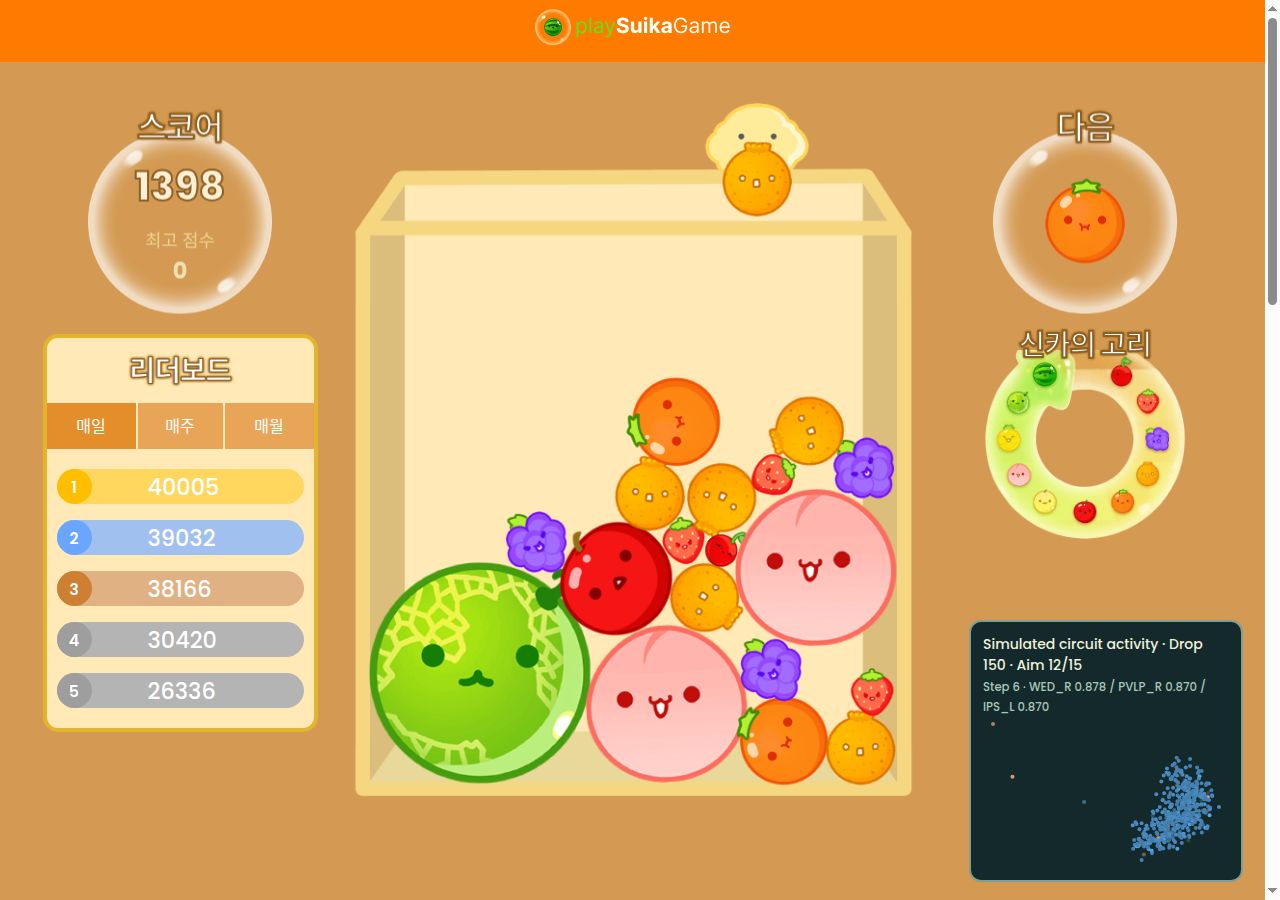 playSuikaGame
스코어
1398
최고 점수
0
다음
리더보드
매일 매주 매월
1 40005
2 39032
3 38166
4 30420
5 26336
신카의 고리
Simulated circuit activity · Drop
150 · Aim 12/15
Step 6 · WED_R 0.878 / PVLP_R 0.870 /
IPS_L 0.870